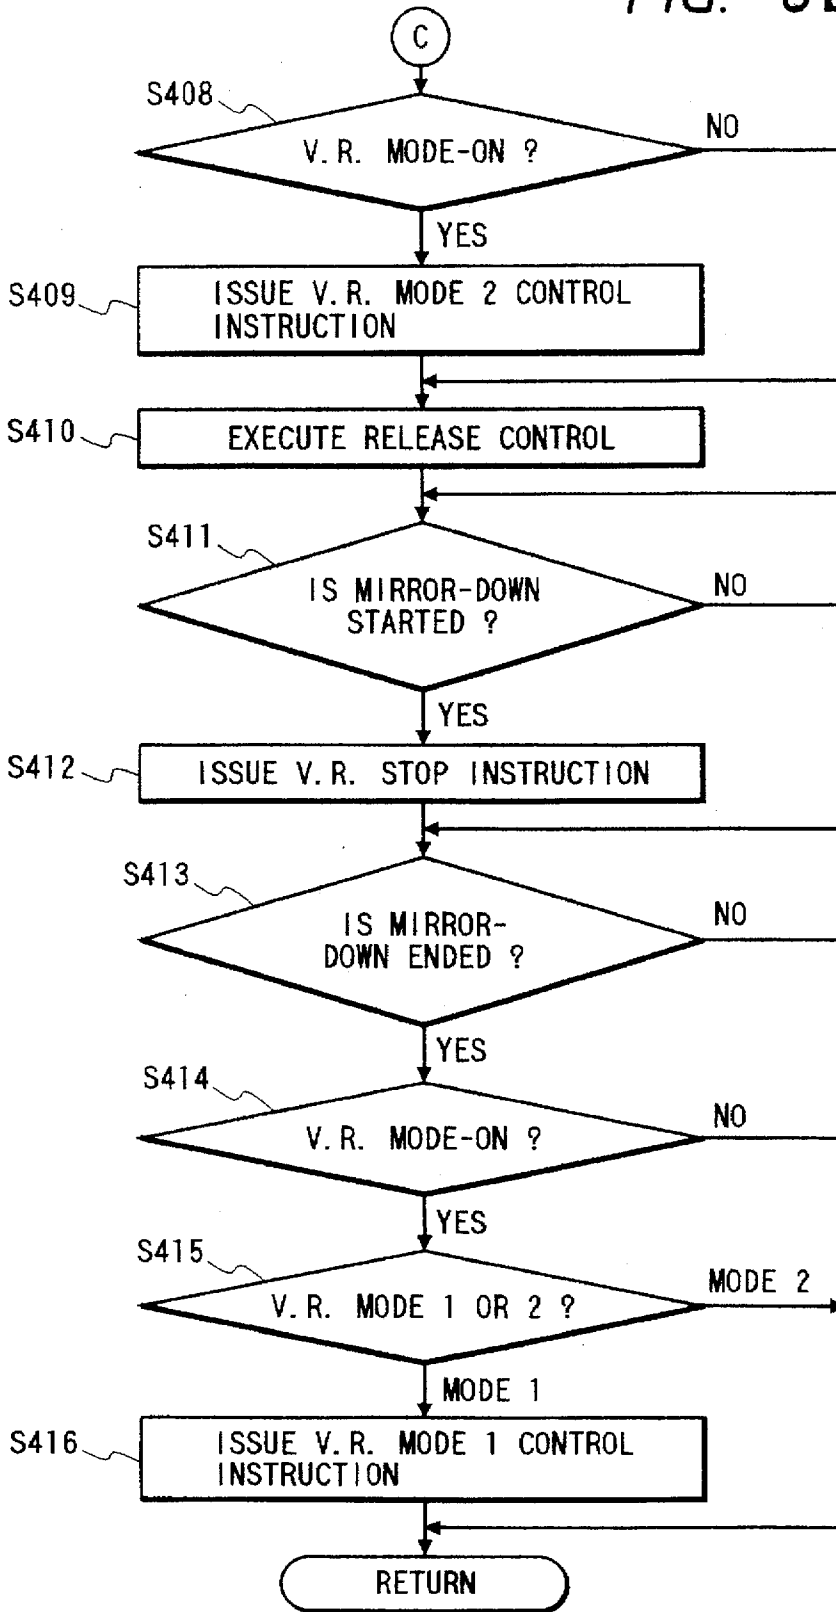 FIG.
C
S408
V.R. MODE-ON ?
NO
YES
S409
ISSUE V.R. MODE 2 CONTROL
INSTRUCTION
S410
EXECUTE RELEASE CONTROL
S411
IS MIRROR-DOWN
STARTED ?
NO
YES
S412
ISSUE V.R. STOP INSTRUCTION
S413
IS MIRROR-
DOWN ENDED ?
NO
YES
S414
V.R. MODE-ON ?
NO
YES
S415
V.R. MODE 1 OR 2 ?
MODE 2
MODE 1
S416
ISSUE V.R. MODE 1 CONTROL
INSTRUCTION
RETURN